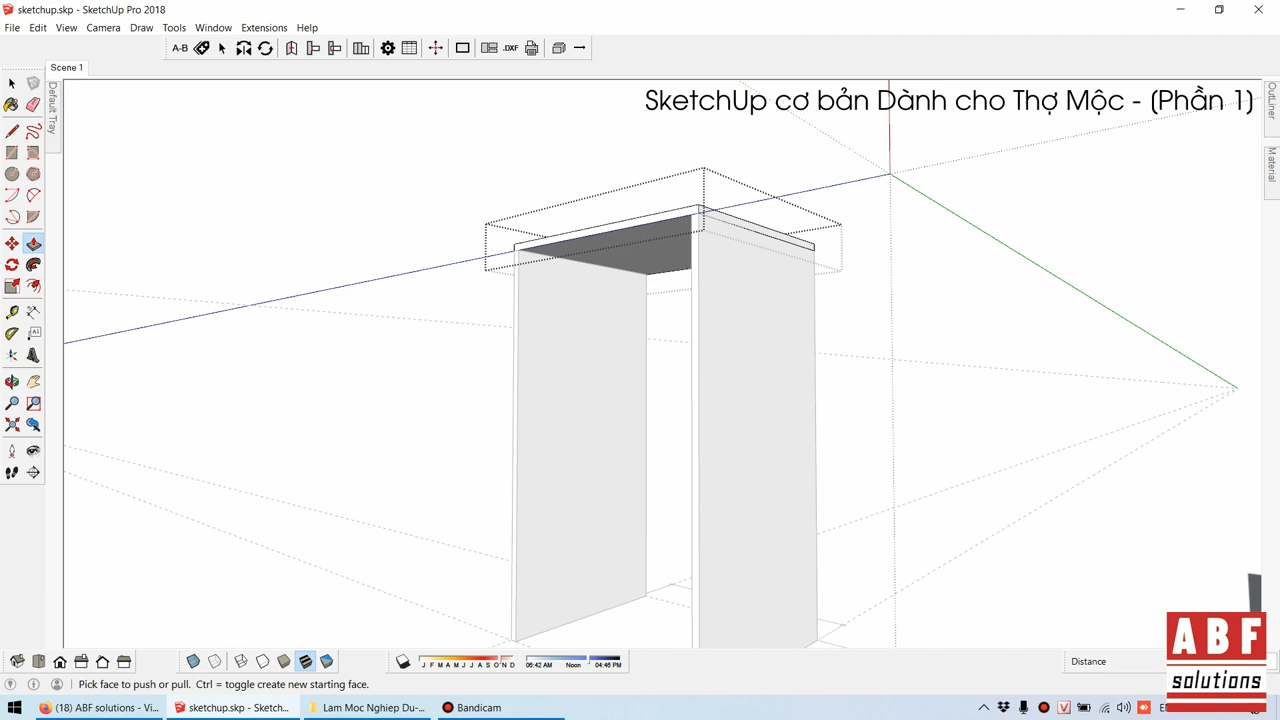 sketchup.skp - SketchUp Pro 2018
File Edit View Camera Draw Tools Window Extensions Help
A-B
.DXF
Scene 1
Default Tray
SketchUp cơ bản Dành cho Thợ Mộc - (Phần 1)
OutLiner
Material
A1
ABF
solutions
J F M A M J J A S O N D
06:42 AM Noon 04:46 PM
Distance
Pick face to push or pull. Ctrl = toggle create new starting face.
(18) ABF solutions - Vi...
sketchup.skp - Sketch...
Lam Moc Nghiep Du-...
Bandicam